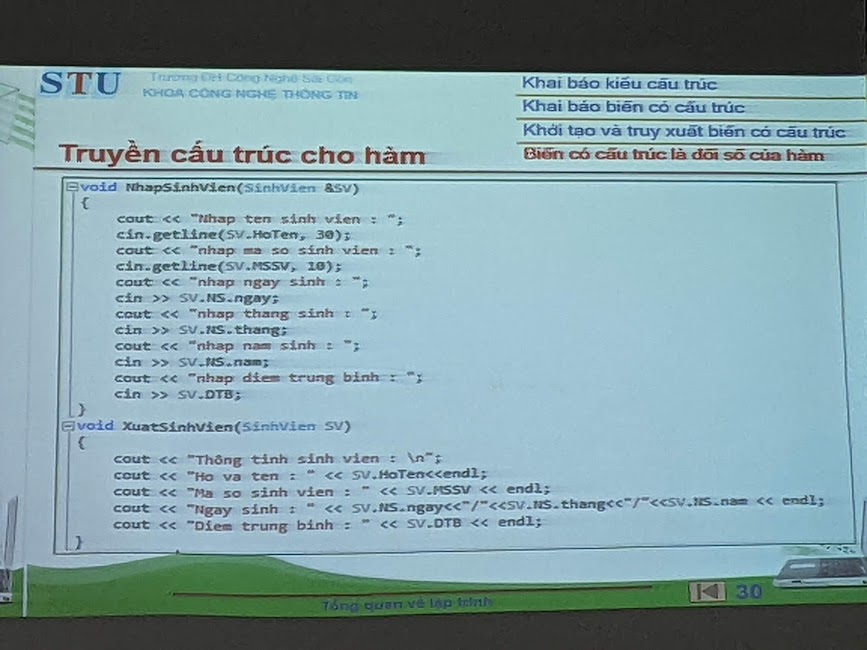 STU
Trường ĐH Công Nghệ Sài Gòn
KHOA CÔNG NGHỆ THÔNG TIN
Khai báo kiểu cấu trúc
Khai báo biến có cấu trúc
Khởi tạo và truy xuất biến có cấu trúc
Biến có cấu trúc là đối số của hàm
Truyền cấu trúc cho hàm
void NhapSinhVien(SinhVien &SV)
{
cout << "Nhap ten sinh vien : ";
cin.getline(SV.HoTen, 30);
cout << "nhap ma so sinh vien : ";
cin.getline(SV.MSSV, 10);
cout << "nhap ngay sinh : ";
cin >> SV.NS.ngay;
cout << "nhap thang sinh : ";
cin >> SV.NS.thang;
cout << "nhap nam sinh : ";
cin >> SV.NS.nam;
cout << "nhap diem trung binh : ";
cin >> SV.DTB;
}
void XuatSinhVien(SinhVien SV)
{
cout << "Thông tinh sinh vien : \n";
cout << "Ho va ten : " << SV.HoTen<<endl;
cout << "Ma so sinh vien : " << SV.MSSV << endl;
cout << "Ngay sinh : " << SV.NS.ngay<<"/"<<SV.NS.thang<<"/"<<SV.NS.nam << endl;
cout << "Diem trung binh : " << SV.DTB << endl;
}
Tổng quan về lập trình
30